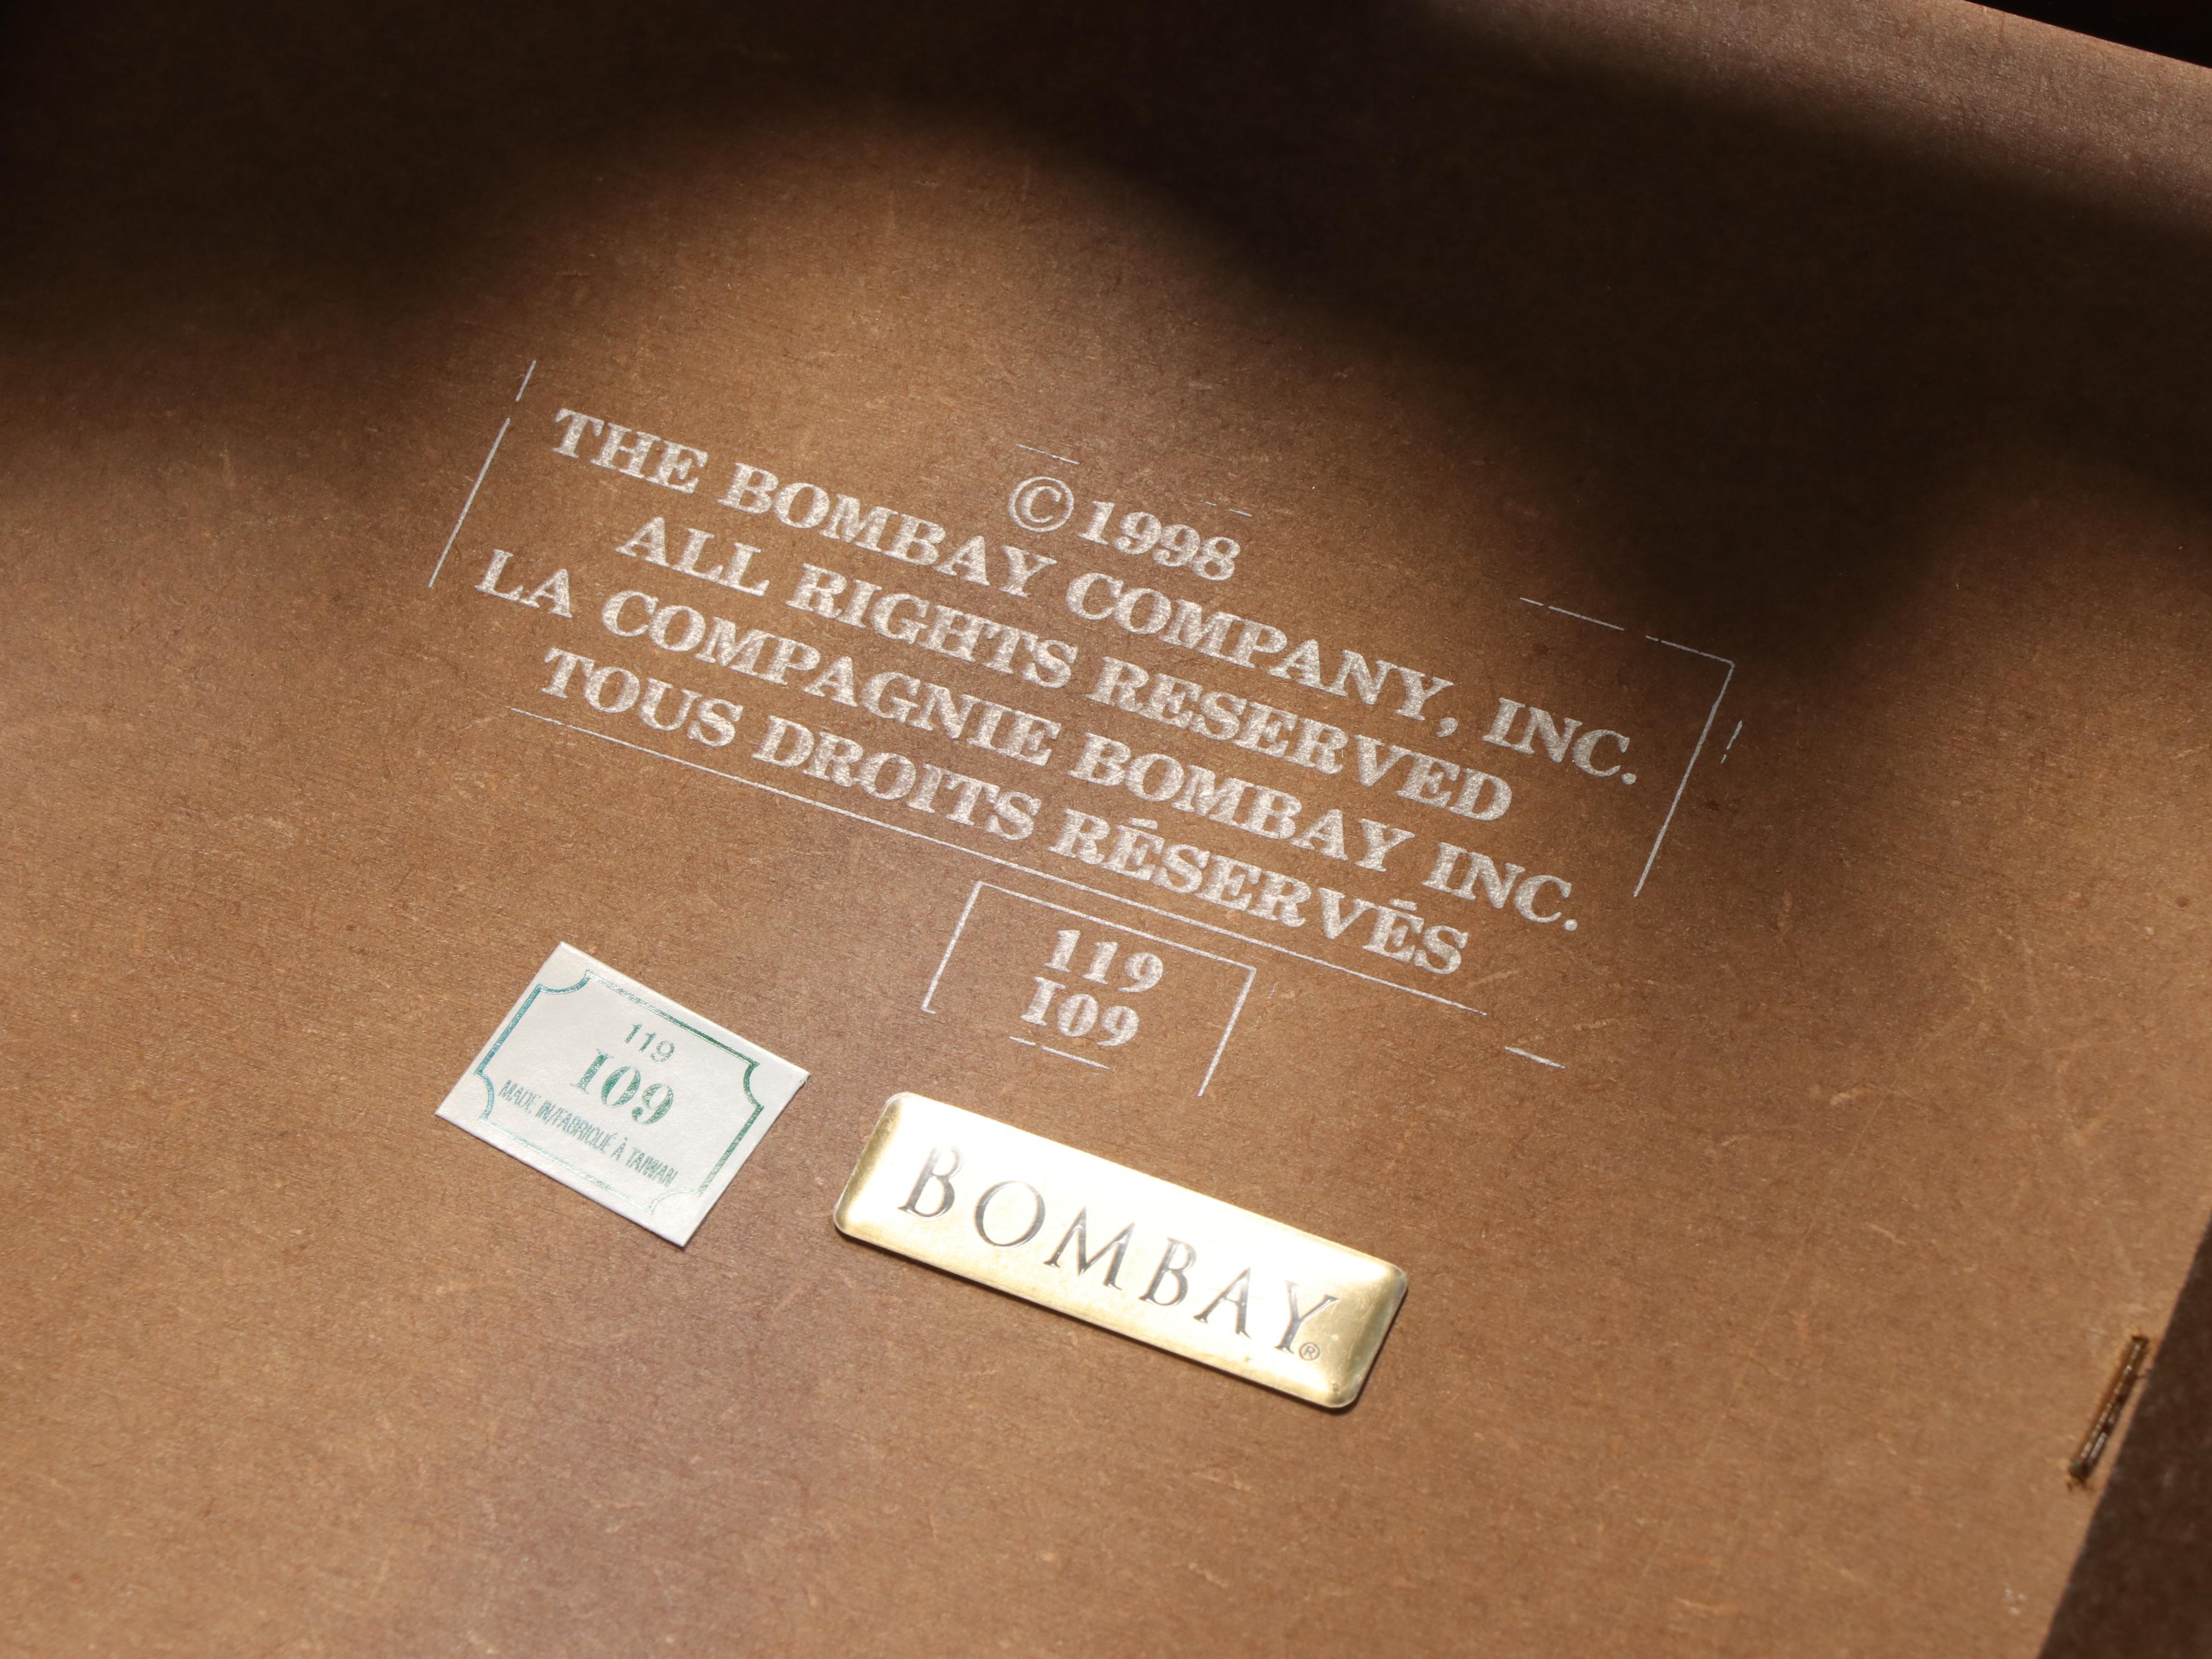 ©1998
THE BOMBAY COMPANY, INC.
ALL RIGHTS RESERVED
LA COMPAGNIE BOMBAY INC.
TOUS DROITS RÉSERVÉS
119
109
119
109
MADE IN/FABRIQUÉ À TAIWAN
BOMBAY®